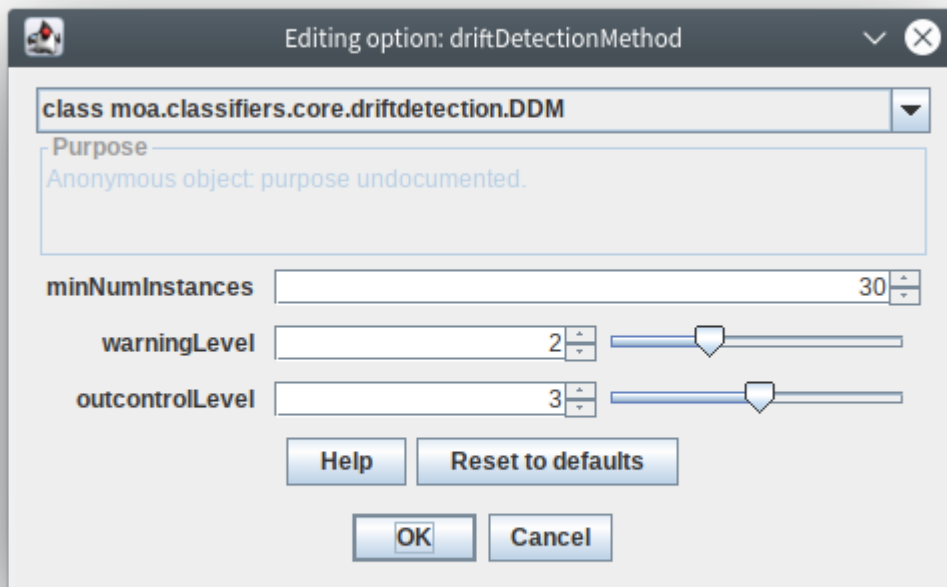 Editing option: driftDetectionMethod
class moa.classifiers.core.driftdetection.DDM
Purpose
Anonymous object: purpose undocumented.
minNumInstances 30
warningLevel 2
outcontrolLevel 3
Help Reset to defaults
OK Cancel